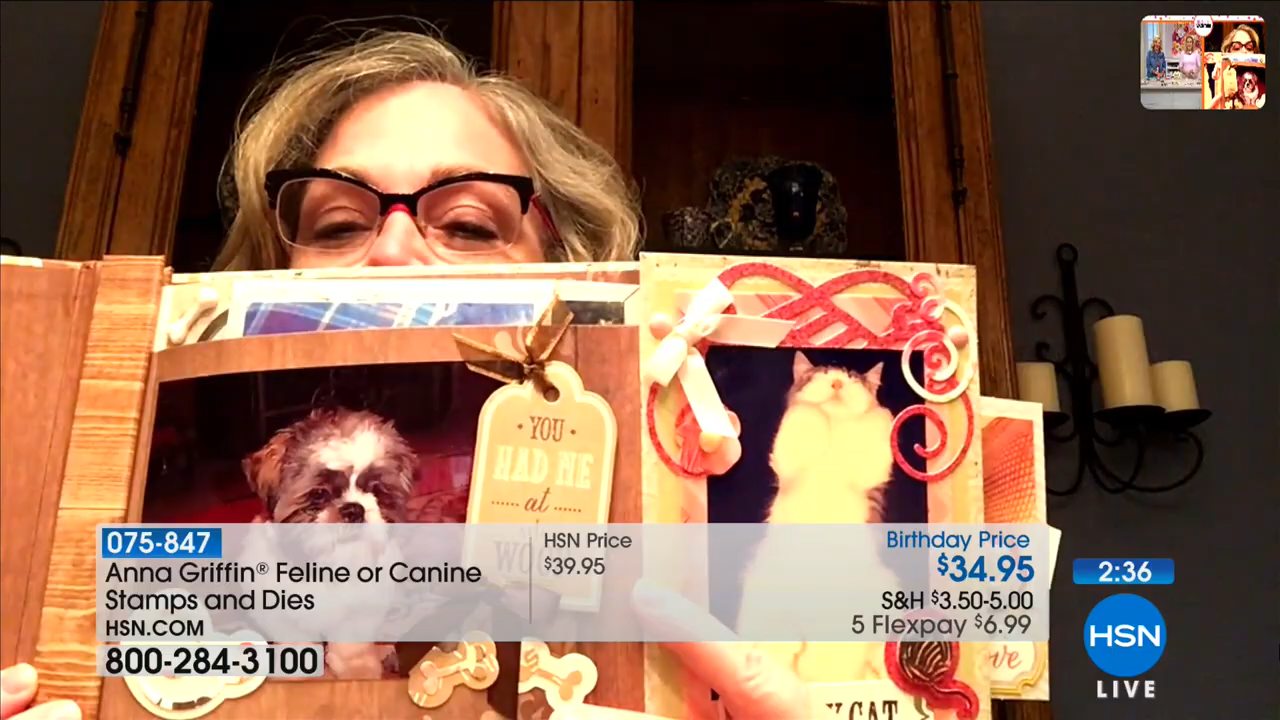 · YOU ·
HAD ME
at
WOO
075-847
Anna Griffin® Feline or Canine
Stamps and Dies
HSN.COM
800-284-3100
HSN Price
$39.95
Birthday Price
$34.95
S&H $3.50-5.00
5 Flexpay $6.99
2:36
HSN
LIVE
CAT